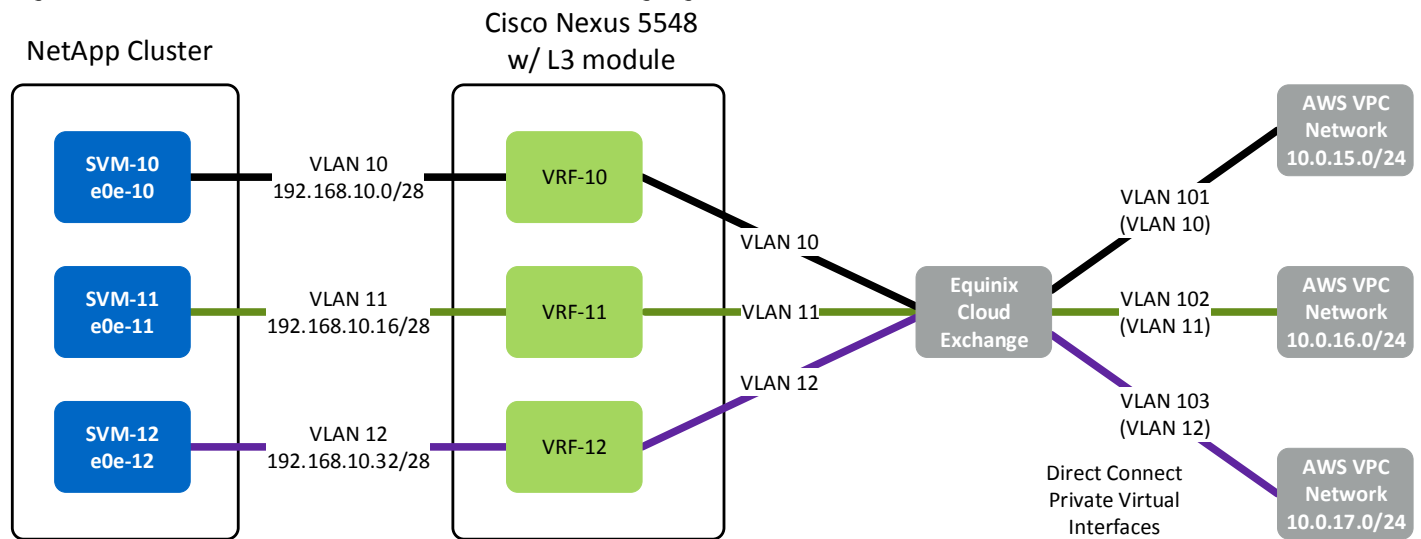 Cisco Nexus 5548
w/ L3 module
NetApp Cluster
SVM-10
e0e-10
VLAN 10
192.168.10.0/28
VRF-10
VLAN 10
VLAN 101
(VLAN 10)
AWS VPC
Network
10.0.15.0/24
SVM-11
e0e-11
VLAN 11
192.168.10.16/28
VRF-11
VLAN 11
Equinix
Cloud
Exchange
VLAN 102
(VLAN 11)
AWS VPC
Network
10.0.16.0/24
SVM-12
e0e-12
VLAN 12
192.168.10.32/28
VRF-12
VLAN 12
VLAN 103
(VLAN 12)
Direct Connect
Private Virtual
Interfaces
AWS VPC
Network
10.0.17.0/24